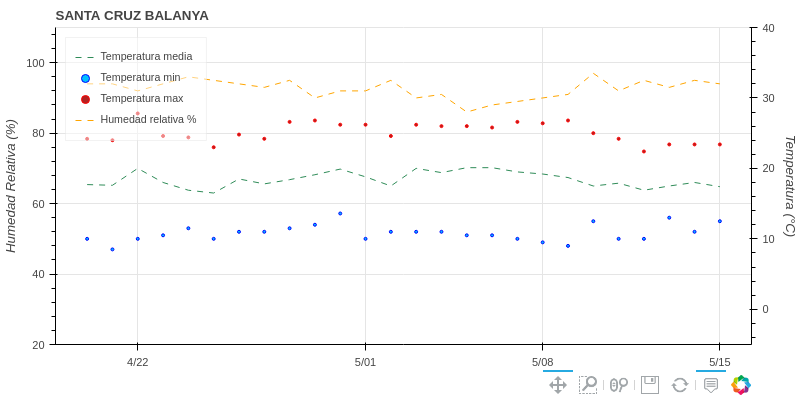 SANTA CRUZ BALANYA
Temperatura media
Temperatura min
Temperatura max
Humedad relativa %
Humedad Relativa (%)
100
80
60
40
20
Temperatura (°C)
40
30
20
10
0
4/22
5/01
5/08
5/15